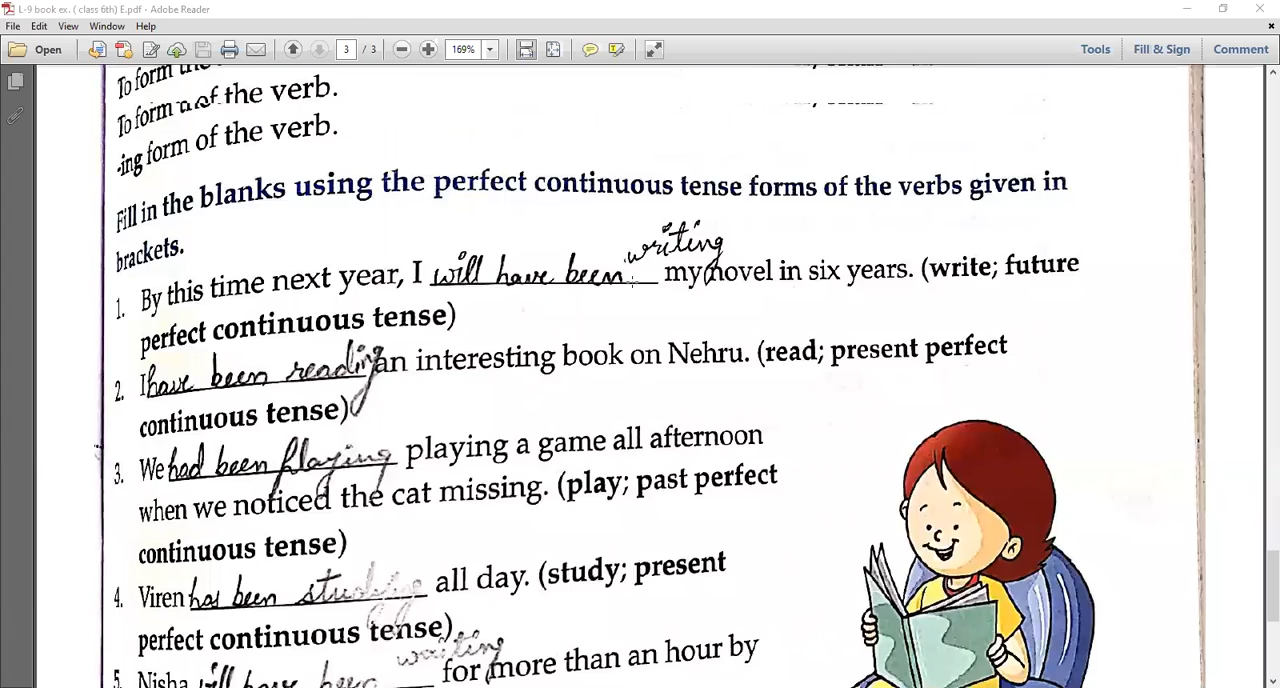 L-9 book ex. ( class 6th) E.pdf - Adobe Reader
File Edit View Window Help
Open 3 / 3 169% Tools Fill & Sign Comment
To form the
To form of the verb.
-ing form of the verb.
Fill in the blanks using the perfect continuous tense forms of the verbs given in
brackets.
writing
1. By this time next year, I will have been my novel in six years. (write; future
perfect continuous tense)
2. I have been reading an interesting book on Nehru. (read; present perfect
continuous tense)
3. We had been playing playing a game all afternoon
when we noticed the cat missing. (play; past perfect
continuous tense)
4. Viren has been studying all day. (study; present
perfect continuous tense)
waiting
5. Nisha will have been for more than an hour by